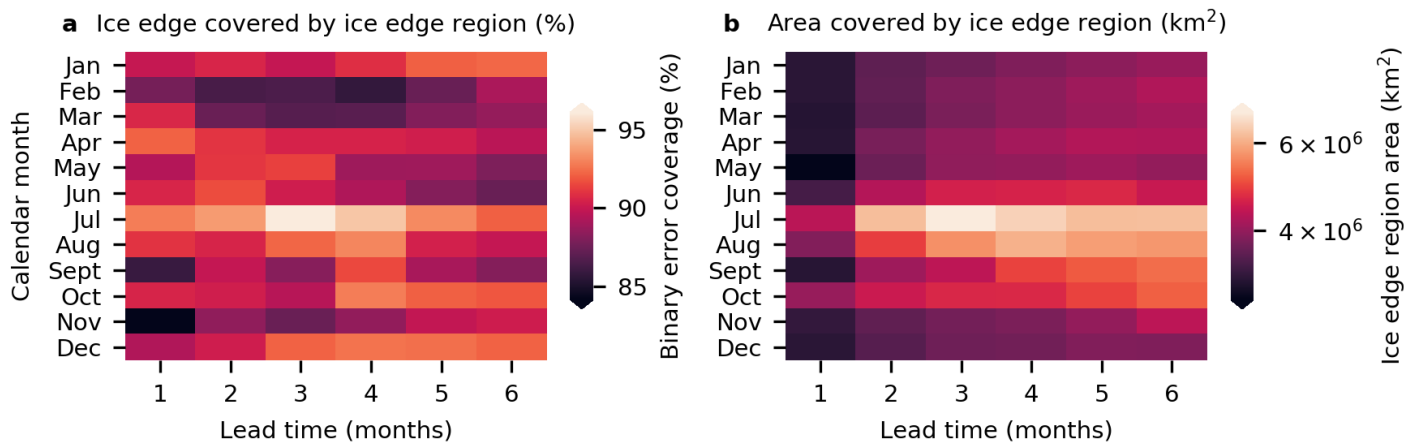 a Ice edge covered by ice edge region (%)
Calendar month
Jan
Feb
Mar
Apr
May
Jun
Jul
Aug
Sept
Oct
Nov
Dec
1 2 3 4 5 6
Lead time (months)
95
90
85
Binary error coverage (%)
b Area covered by ice edge region (km²)
Jan
Feb
Mar
Apr
May
Jun
Jul
Aug
Sept
Oct
Nov
Dec
1 2 3 4 5 6
Lead time (months)
6 × 10⁶
4 × 10⁶
Ice edge region area (km²)